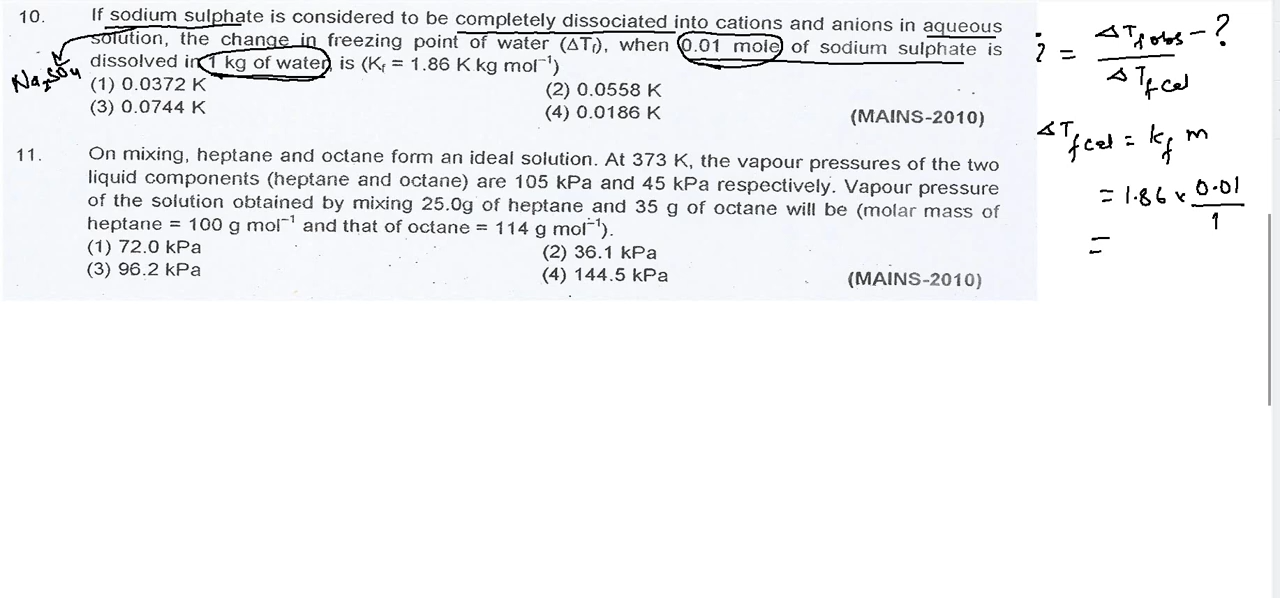 10. If sodium sulphate is considered to be completely dissociated into cations and anions in aqueous
solution, the change in freezing point of water (ΔTf), when 0.01 mole of sodium sulphate is
dissolved in 1 kg of water, is (Kf = 1.86 K kg mol⁻¹)
Na₂SO₄
(1) 0.0372 K (2) 0.0558 K
(3) 0.0744 K (4) 0.0186 K
(MAINS-2010)
11. On mixing, heptane and octane form an ideal solution. At 373 K, the vapour pressures of the two
liquid components (heptane and octane) are 105 kPa and 45 kPa respectively. Vapour pressure
of the solution obtained by mixing 25.0g of heptane and 35 g of octane will be (molar mass of
heptane = 100 g mol⁻¹ and that of octane = 114 g mol⁻¹).
(1) 72.0 kPa (2) 36.1 kPa
(3) 96.2 kPa (4) 144.5 kPa
(MAINS-2010)
i = ΔTf obs – ?
ΔTf cal
ΔTf cal = kf m
= 1.86 × 0.01
1
=